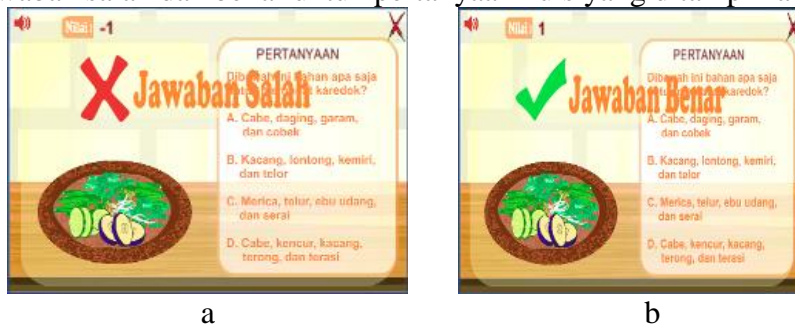 Nilai : -1
PERTANYAAN
Jawaban Salah
karedok?
A. Cabe, daging, garam,
dan cobek
B. Kacang, lontong, kemiri,
dan telor
C. Merica, telur, ebu udang,
dan serai
D. Cabe, kencur, kacang,
terong, dan terasi
a
Nilai : 1
PERTANYAAN
Jawaban Benar
karedok?
A. Cabe, daging, garam,
dan cobek
B. Kacang, lontong, kemiri,
dan telor
C. Merica, telur, ebu udang,
dan serai
D. Cabe, kencur, kacang,
terong, dan terasi
b